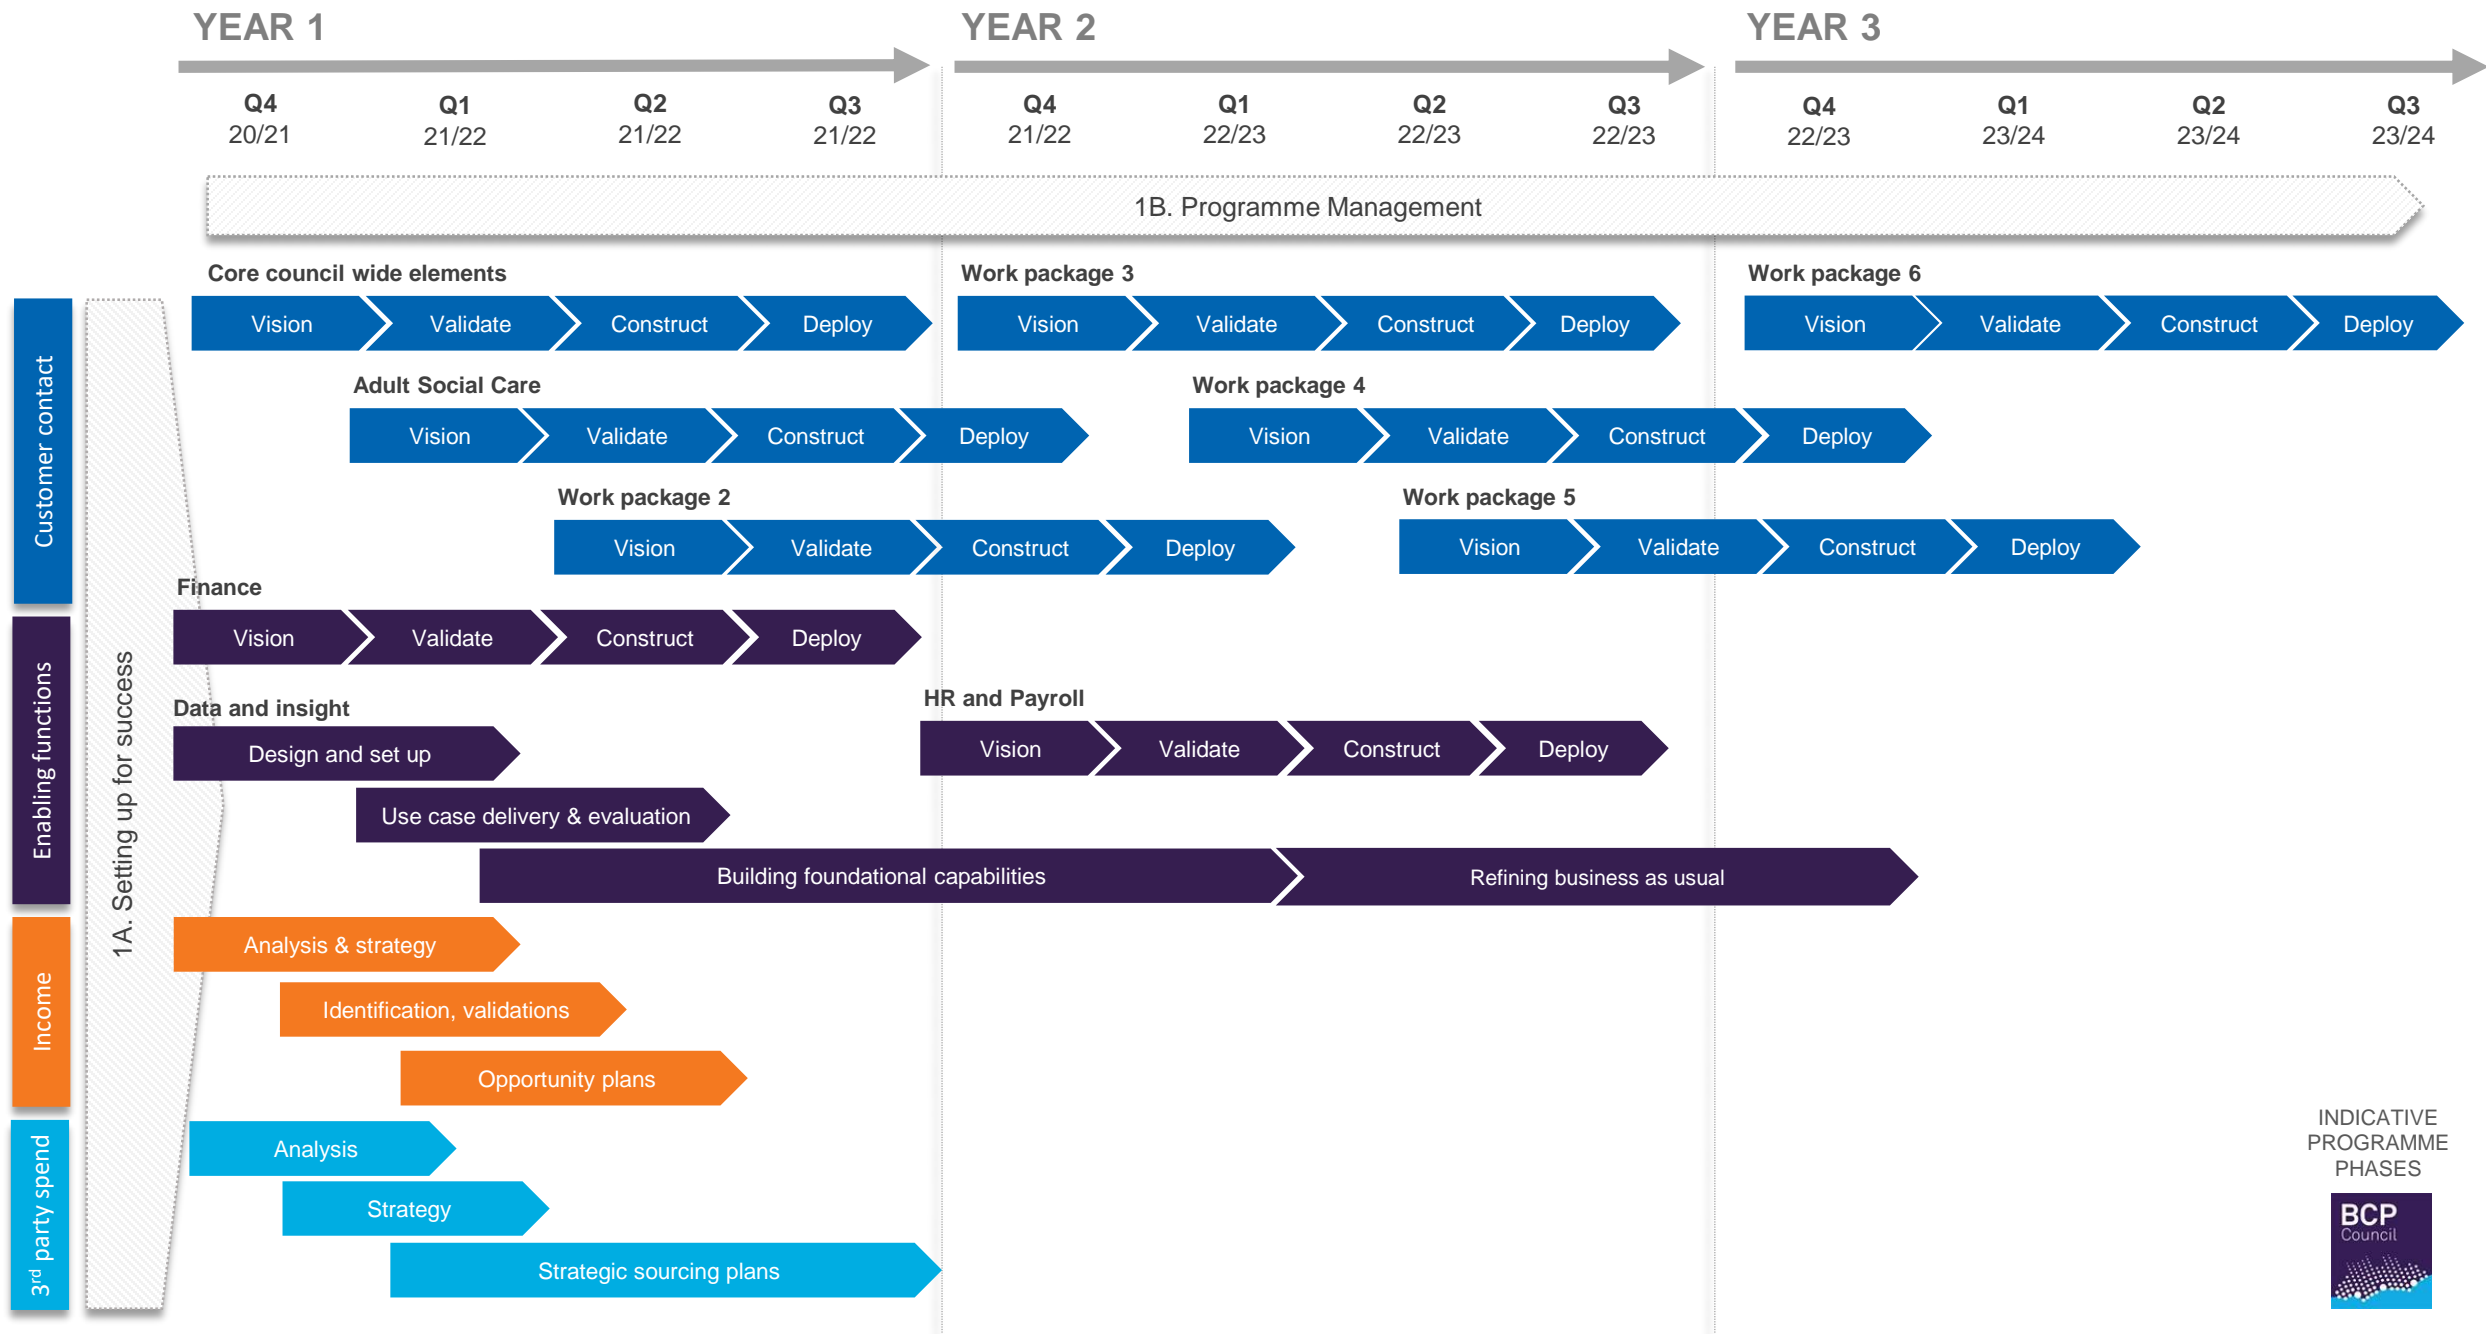 YEAR 1
YEAR 2
YEAR 3
Q4
Q1
Q2
Q3
Q4
Q1
Q2
Q3
Q4
Q1
Q2
Q3
20/21
21/22
21/22
21/22
21/22
22/23
22/23
22/23
22/23
23/24
23/24
23/24
1B. Programme Management
Customer contact
Enabling functions
Income
3rd party spend
1A. Setting up for success
Core council wide elements
Vision
Validate
Construct
Deploy
Work package 3
Vision
Validate
Construct
Deploy
Work package 6
Vision
Validate
Construct
Deploy
Adult Social Care
Vision
Validate
Construct
Deploy
Work package 4
Vision
Validate
Construct
Deploy
Work package 2
Vision
Validate
Construct
Deploy
Work package 5
Vision
Validate
Construct
Deploy
Finance
Vision
Validate
Construct
Deploy
Data and insight
Design and set up
HR and Payroll
Vision
Validate
Construct
Deploy
Use case delivery & evaluation
Building foundational capabilities
Refining business as usual
Analysis & strategy
Identification, validations
Opportunity plans
Analysis
Strategy
Strategic sourcing plans
INDICATIVE
PROGRAMME
PHASES
BCP
Council